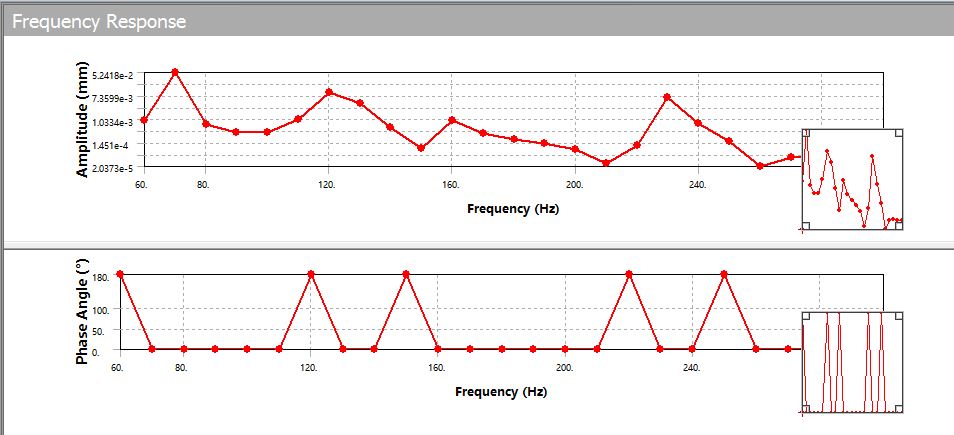 Frequency Response
Amplitude (mm)
5.2418e-2
7.3599e-3
1.0334e-3
1.451e-4
2.0373e-5
60. 80. 120. 160. 200. 240.
Frequency (Hz)
Phase Angle (°)
180.
100.
50.
0.
60. 80. 120. 160. 200. 240.
Frequency (Hz)